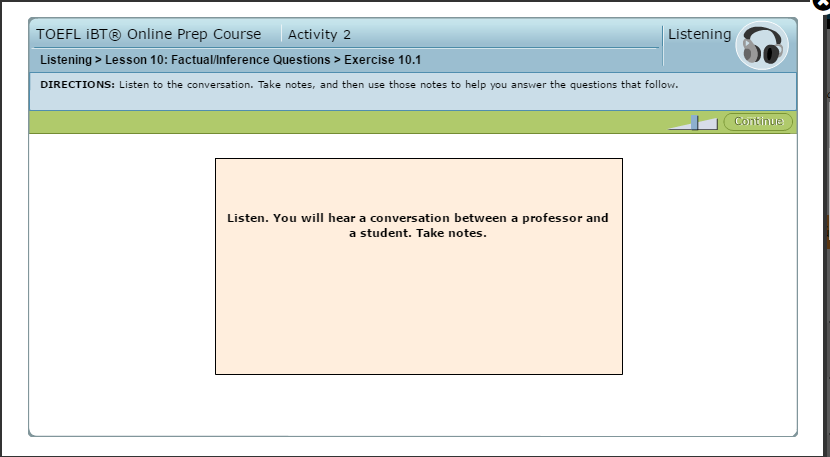 TOEFL iBT® Online Prep Course Activity 2 Listening
Listening > Lesson 10: Factual/Inference Questions > Exercise 10.1
DIRECTIONS: Listen to the conversation. Take notes, and then use those notes to help you answer the questions that follow.
Continue
Listen. You will hear a conversation between a professor and
a student. Take notes.